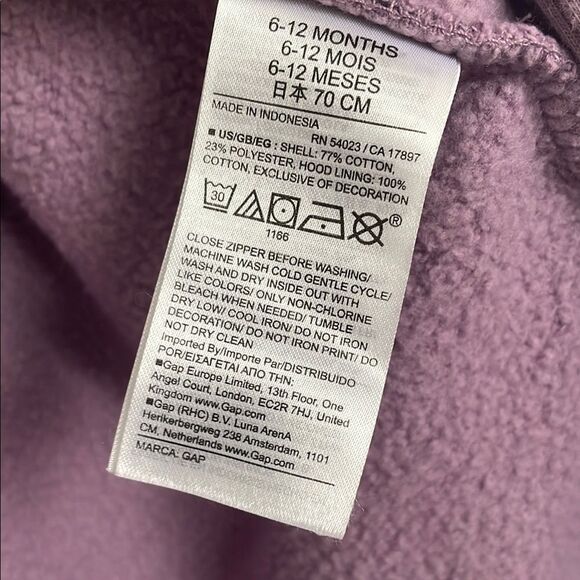 6-12 MONTHS
6-12 MOIS
6-12 MESES
日本 70 CM
MADE IN INDONESIA
RN 54023 / CA 17897
■ US/GB/EG : SHELL: 77% COTTON,
23% POLYESTER, HOOD LINING: 100%
COTTON, EXCLUSIVE OF DECORATION
30
®
1166
CLOSE ZIPPER BEFORE WASHING/
MACHINE WASH COLD GENTLE CYCLE/
WASH AND DRY INSIDE OUT WITH
LIKE COLORS/ ONLY NON-CHLORINE
BLEACH WHEN NEEDED/ TUMBLE
DRY LOW/ COOL IRON/ DO NOT IRON
DECORATION/ DO NOT IRON PRINT/ DO
NOT DRY CLEAN
Imported By/Importe Par/DISTRIBUIDO
POR/ΕΙΣΑΓΕΤΑΙ ΑΠΟ ΤΗΝ:
■Gap Europe Limited, 13th Floor, One
Angel Court, London, EC2R 7HJ, United
Kingdom www.Gap.com
■Gap (RHC) B.V. Luna ArenA
Herikerbergweg 238 Amsterdam, 1101
CM, Netherlands www.Gap.com
MARCA: GAP